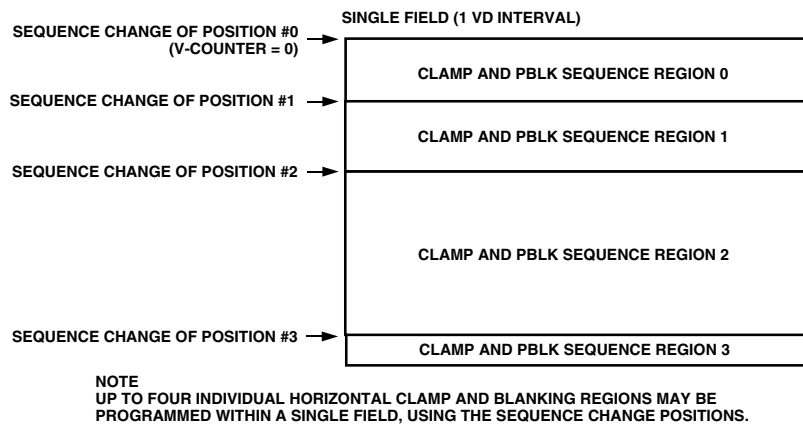 SINGLE FIELD (1 VD INTERVAL)
SEQUENCE CHANGE OF POSITION #0
(V-COUNTER = 0)
CLAMP AND PBLK SEQUENCE REGION 0
SEQUENCE CHANGE OF POSITION #1
CLAMP AND PBLK SEQUENCE REGION 1
SEQUENCE CHANGE OF POSITION #2
CLAMP AND PBLK SEQUENCE REGION 2
SEQUENCE CHANGE OF POSITION #3
CLAMP AND PBLK SEQUENCE REGION 3
NOTE
UP TO FOUR INDIVIDUAL HORIZONTAL CLAMP AND BLANKING REGIONS MAY BE
PROGRAMMED WITHIN A SINGLE FIELD, USING THE SEQUENCE CHANGE POSITIONS.